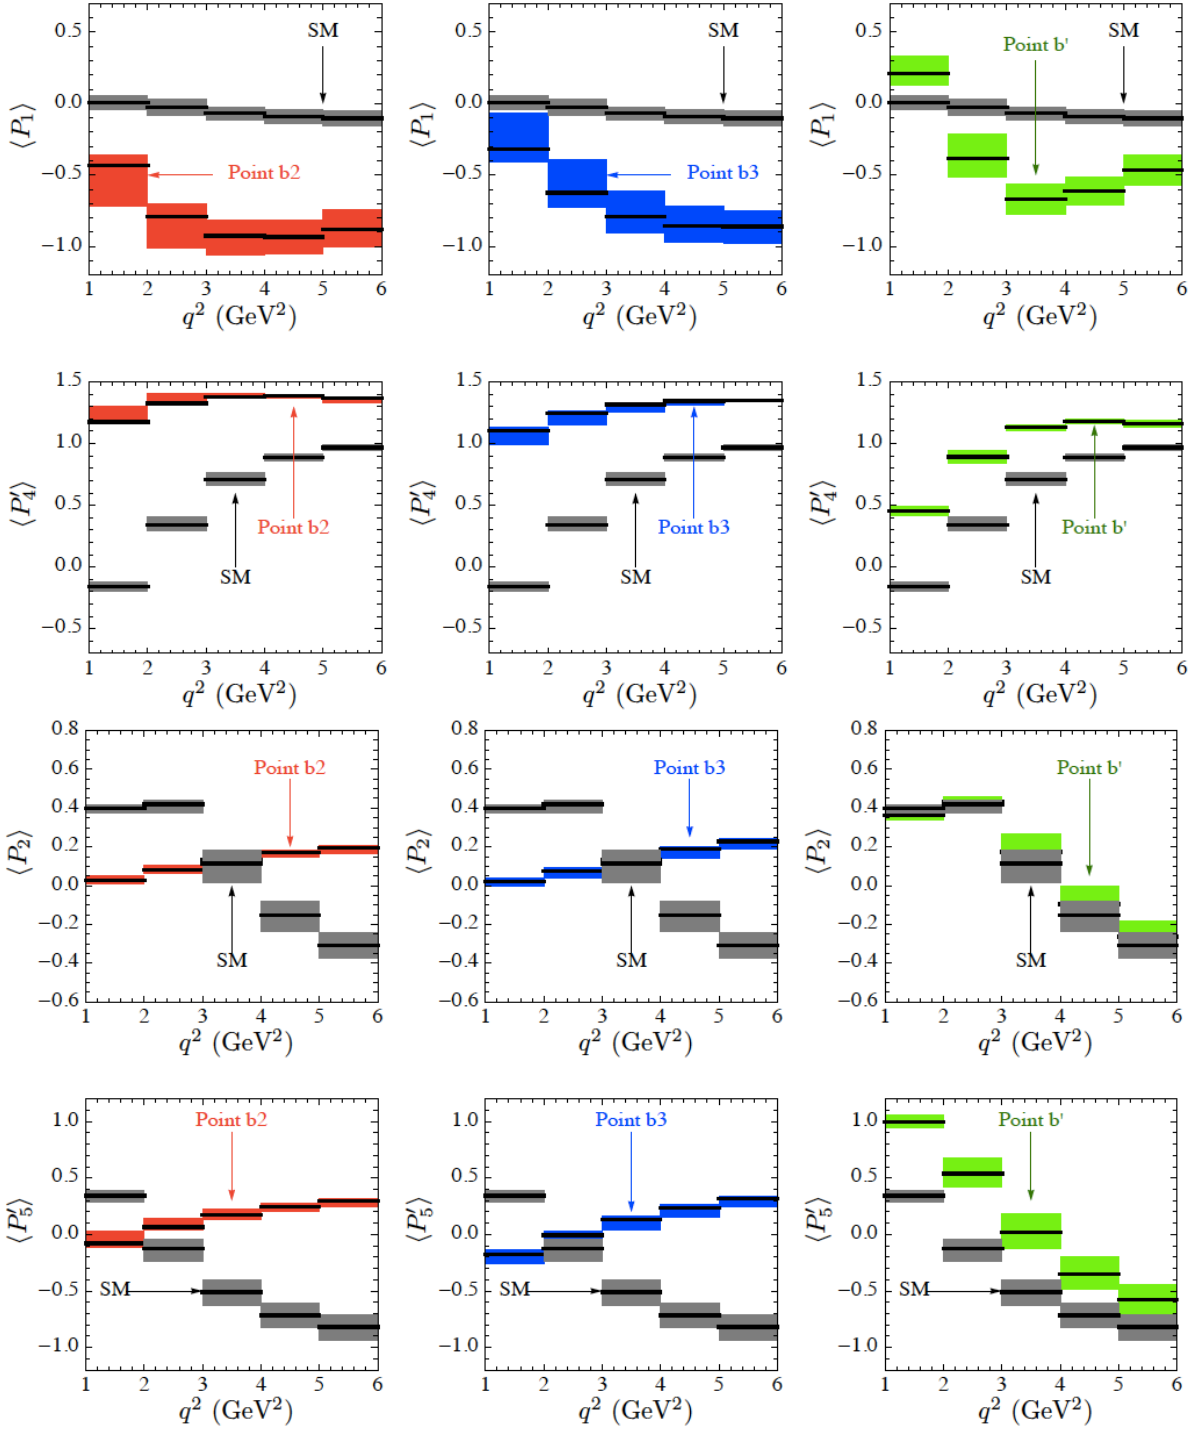 0.5
0.0
−0.5
−1.0
⟨P₁⟩
SM
Point b2
1 2 3 4 5 6
q² (GeV²)
0.5
0.0
−0.5
−1.0
⟨P₁⟩
SM
Point b3
1 2 3 4 5 6
q² (GeV²)
0.5
0.0
−0.5
−1.0
⟨P₁⟩
Point b'
SM
1 2 3 4 5 6
q² (GeV²)
1.5
1.0
0.5
0.0
−0.5
⟨P₄′⟩
Point b2
SM
1 2 3 4 5 6
q² (GeV²)
1.5
1.0
0.5
0.0
−0.5
⟨P₄′⟩
Point b3
SM
1 2 3 4 5 6
q² (GeV²)
1.5
1.0
0.5
0.0
−0.5
⟨P₄′⟩
Point b'
SM
1 2 3 4 5 6
q² (GeV²)
0.8
0.6
0.4
0.2
0.0
−0.2
−0.4
−0.6
⟨P₂⟩
Point b2
SM
1 2 3 4 5 6
q² (GeV²)
0.8
0.6
0.4
0.2
0.0
−0.2
−0.4
−0.6
⟨P₂⟩
Point b3
SM
1 2 3 4 5 6
q² (GeV²)
0.8
0.6
0.4
0.2
0.0
−0.2
−0.4
−0.6
⟨P₂⟩
Point b'
SM
1 2 3 4 5 6
q² (GeV²)
1.0
0.5
0.0
−0.5
−1.0
⟨P₅′⟩
Point b2
SM
1 2 3 4 5 6
q² (GeV²)
1.0
0.5
0.0
−0.5
−1.0
⟨P₅′⟩
Point b3
SM
1 2 3 4 5 6
q² (GeV²)
1.0
0.5
0.0
−0.5
−1.0
⟨P₅′⟩
Point b'
SM
1 2 3 4 5 6
q² (GeV²)